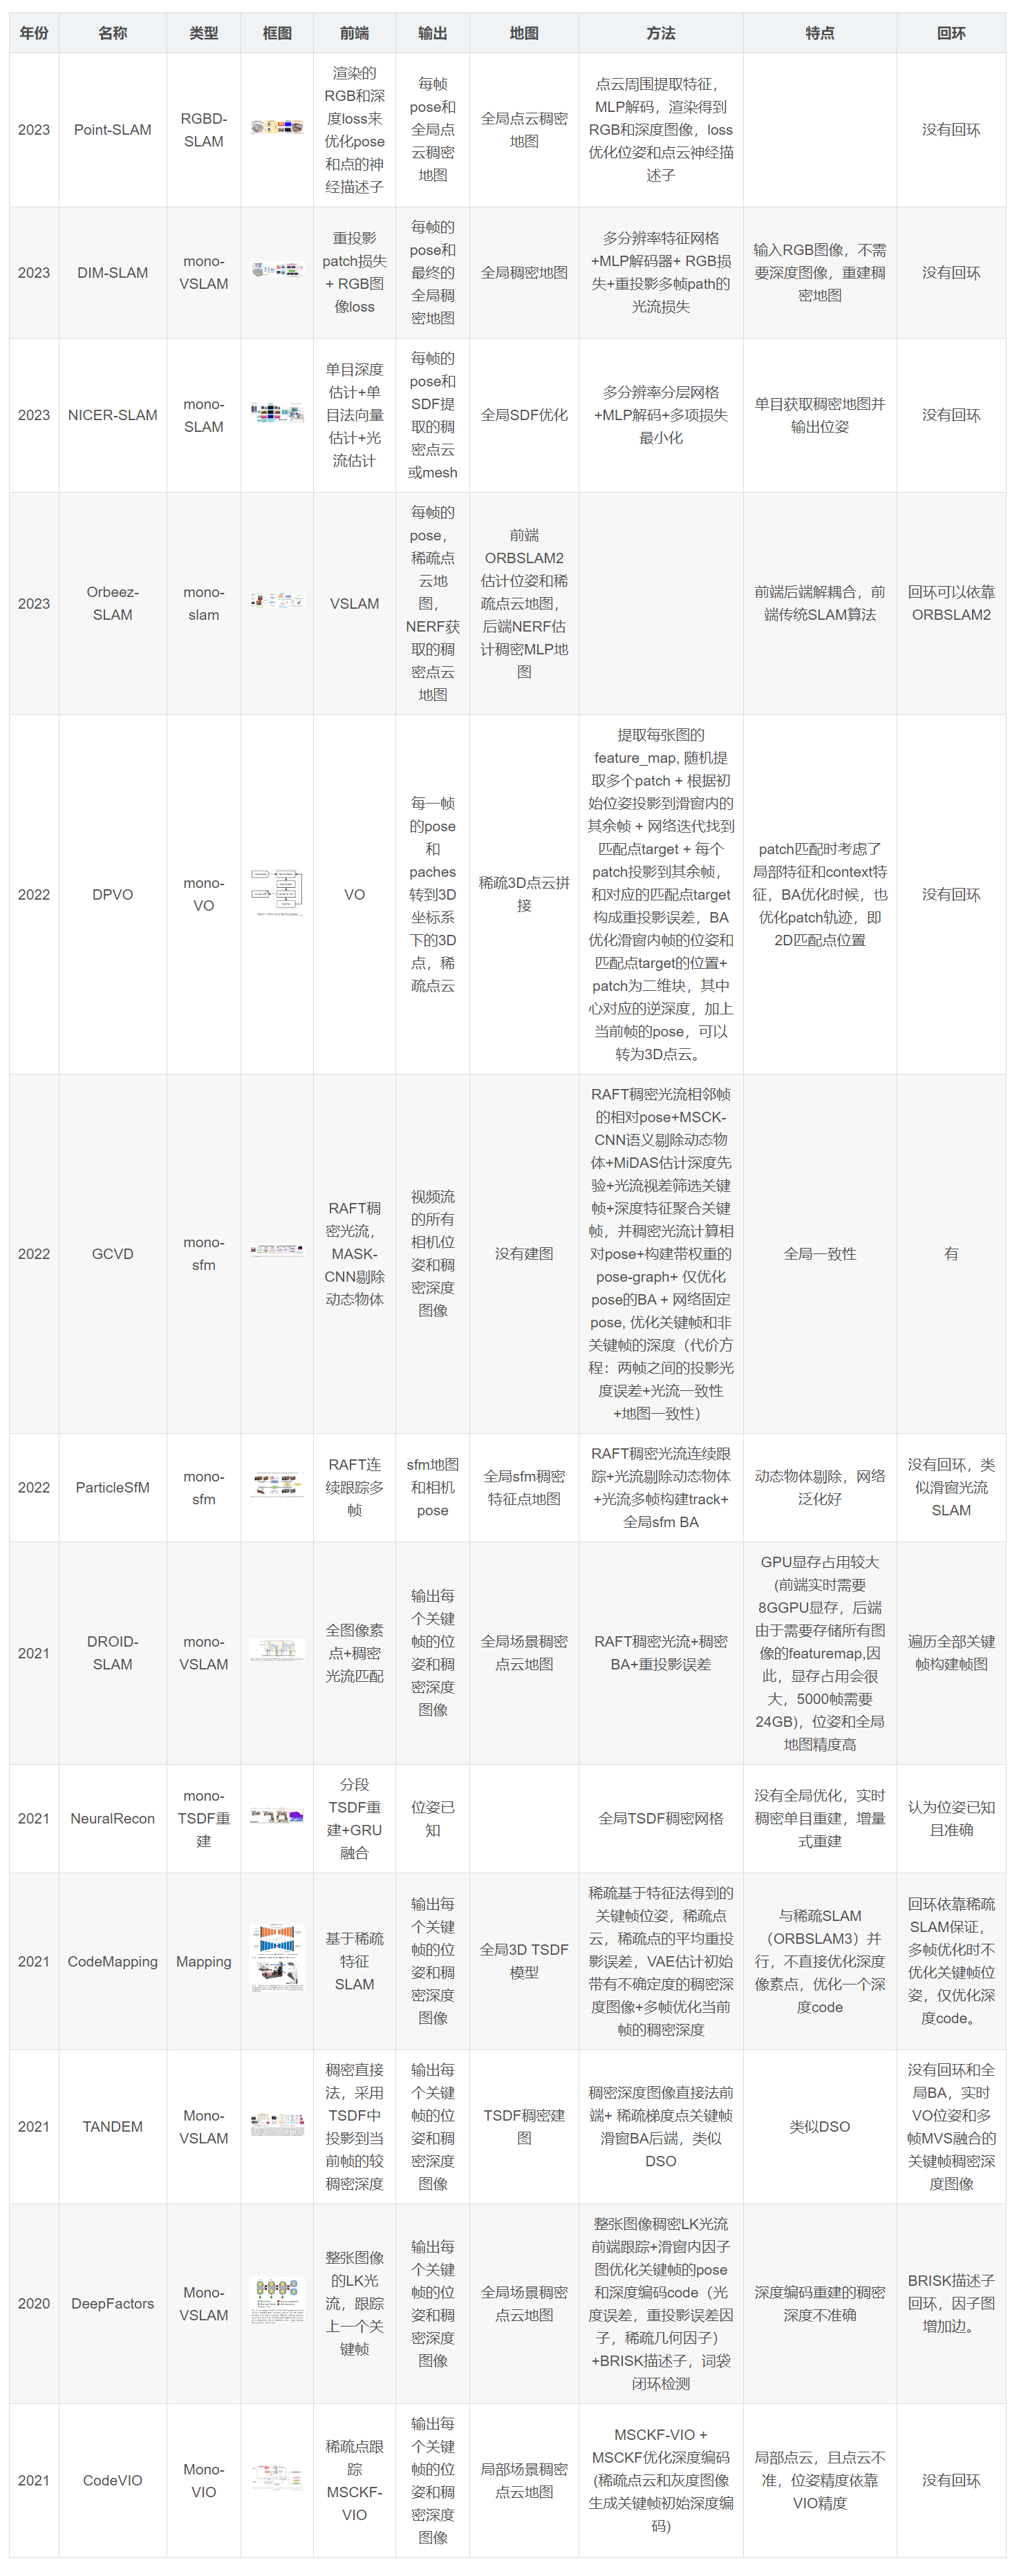 年份 名称 类型 框图 前端 输出 地图 方法 特点 回环
2023
Point-SLAM
RGBD-
SLAM
渲染的
RGB和深
度loss来
优化pose
和点的神
经描述子
每帧
pose和
全局点
云稠密
地图
全局点云稠密
地图
点云周围提取特征，
MLP解码，渲染得到
RGB和深度图像，loss
优化位姿和点云神经描
述子
没有回环
2023
DIM-SLAM
mono-
VSLAM
重投影
patch损失
+ RGB图
像loss
每帧的
pose和
最终的
全局稠
密地图
全局稠密地图
多分辨率特征网格
+MLP解码器+ RGB损
失+重投影多帧path的
光流损失
输入RGB图像，不需
要深度图像，重建稠
密地图
没有回环
2023
NICER-SLAM
mono-
SLAM
单目深度
估计+单
目法向量
估计+光
流估计
每帧的
pose和
SDF提
取的稠
密点云
或mesh
全局SDF优化
多分辨率分层网格
+MLP解码+多项损失
最小化
单目获取稠密地图并
输出位姿
没有回环
2023
Orbeez-
SLAM
mono-
slam
VSLAM
每帧的
pose，
稀疏点
云地
图，
NERF获
取的稠
密点云
地图
前端
ORBSLAM2
估计位姿和稀
疏点云地图，
后端NERF估
计稠密MLP地
图
前端后端解耦合，前
端传统SLAM算法
回环可以依靠
ORBSLAM2
2022
DPVO
mono-
VO
VO
每一帧
的pose
和
paches
转到3D
坐标系
下的3D
点，稀
疏点云
稀疏3D点云拼
接
提取每张图的
feature_map, 随机提
取多个patch + 根据初
始位姿投影到滑窗内的
其余帧 + 网络迭代找到
匹配点target + 每个
patch投影到其余帧，
和对应的匹配点target
构成重投影误差，BA
优化滑窗内帧的位姿和
匹配点target的位置+
patch为二维块，其中
心对应的逆深度，加上
当前帧的pose，可以
转为3D点云。
patch匹配时考虑了
局部特征和context特
征，BA优化时候，也
优化patch轨迹，即
2D匹配点位置
没有回环
2022
GCVD
mono-
sfm
RAFT稠
密光流，
MASK-
CNN剔除
动态物体
视频流
的所有
相机位
姿和稠
密深度
图像
没有建图
RAFT稠密光流相邻帧
的相对pose+MSCK-
CNN语义剔除动态物
体+MiDAS估计深度先
验+光流视差筛选关键
帧+深度特征聚合关键
帧，并稠密光流计算相
对pose+构建带权重的
pose-graph+ 仅优化
pose的BA + 网络固定
pose, 优化关键帧和非
关键帧的深度（代价方
程：两帧之间的投影光
度误差+光流一致性
+地图一致性）
全局一致性
有
2022
ParticleSfM
mono-
sfm
RAFT连
续跟踪多
帧
sfm地图
和相机
pose
全局sfm稠密
特征点地图
RAFT稠密光流连续跟
踪+光流剔除动态物体
+光流多帧构建track+
全局sfm BA
动态物体剔除，网络
泛化好
没有回环，类
似滑窗光流
SLAM
2021
DROID-
SLAM
mono-
VSLAM
全图像素
点+稠密
光流匹配
输出每
个关键
帧的位
姿和稠
密深度
图像
全局场景稠密
点云地图
RAFT稠密光流+稠密
BA+重投影误差
GPU显存占用较大
(前端实时需要
8GGPU显存，后端
由于需要存储所有图
像的featuremap,因
此，显存占用会很
大，5000帧需要
24GB)，位姿和全局
地图精度高
遍历全部关键
帧构建帧图
2021
NeuralRecon
mono-
TSDF重
建
分段
TSDF重
建+GRU
融合
位姿已
知
全局TSDF稠密网格
没有全局优化，实时
稠密单目重建，增量
式重建
认为位姿已知
且准确
2021
CodeMapping
Mapping
基于稀疏
特征
SLAM
输出每
个关键
帧的位
姿和稠
密深度
图像
全局3D TSDF
模型
稀疏基于特征法得到的
关键帧位姿，稀疏点
云，稀疏点的平均重投
影误差，VAE估计初始
带有不确定度的稠密深
度图像+多帧优化当前
帧的稠密深度
与稀疏SLAM
（ORBSLAM3）并
行，不直接优化深度
像素点，优化一个深
度code
回环依靠稀疏
SLAM保证，
多帧优化时不
优化关键帧位
姿，仅优化深
度code。
2021
TANDEM
Mono-
VSLAM
稠密直接
法，采用
TSDF中
投影到当
前帧的较
稠密深度
输出每
个关键
帧的位
姿和稠
密深度
图像
TSDF稠密建
图
稠密深度图像直接法前
端+ 稀疏梯度点关键帧
滑窗BA后端，类似
DSO
类似DSO
没有回环和全
局BA，实时
VO位姿和多
帧MVS融合的
关键帧稠密深
度图像
2020
DeepFactors
Mono-
VSLAM
整张图像
的LK光
流，跟踪
上一个关
键帧
输出每
个关键
帧的位
姿和稠
密深度
图像
全局场景稠密
点云地图
整张图像稠密LK光流
前端跟踪+滑窗内因子
图优化关键帧的pose
和深度编码code（光
度误差，重投影误差因
子，稀疏几何因子）
+BRISK描述子，词袋
闭环检测
深度编码重建的稠密
深度不准确
BRISK描述子
回环，因子图
增加边。
2021
CodeVIO
Mono-
VIO
稀疏点跟
踪
MSCKF-
VIO
输出每
个关键
帧的位
姿和稠
密深度
图像
局部场景稠密
点云地图
MSCKF-VIO +
MSCKF优化深度编码
(稀疏点云和灰度图像
生成关键帧初始深度编
码)
局部点云，且点云不
准，位姿精度依靠
VIO精度
没有回环